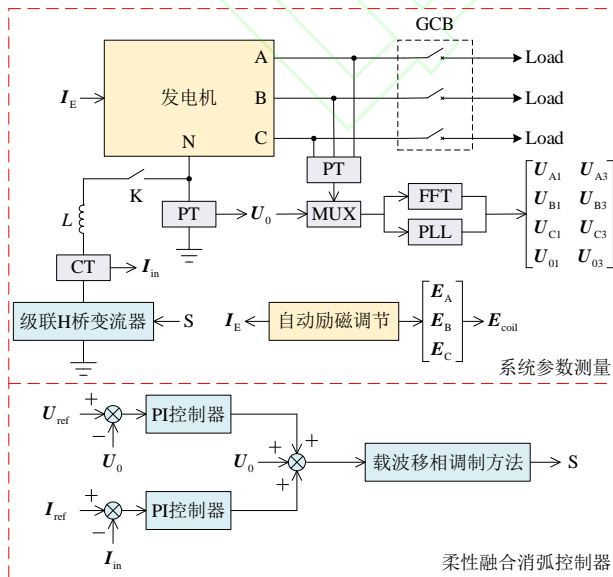 GCB
A
Load
I_E
发电机
B
Load
C
Load
N
PT
K
FFT
U_A1 U_A3
L
PT
U_0
MUX
U_B1 U_B3
PLL
U_C1 U_C3
CT
I_in
U_01 U_03
E_A
级联H桥变流器
S
I_E
自动励磁调节
E_B
E_coil
E_C
系统参数测量
U_ref
+
PI控制器
−
+
U_0
U_0
+
载波移相调制方法
S
+
I_ref
+
PI控制器
−
I_in
柔性融合消弧控制器